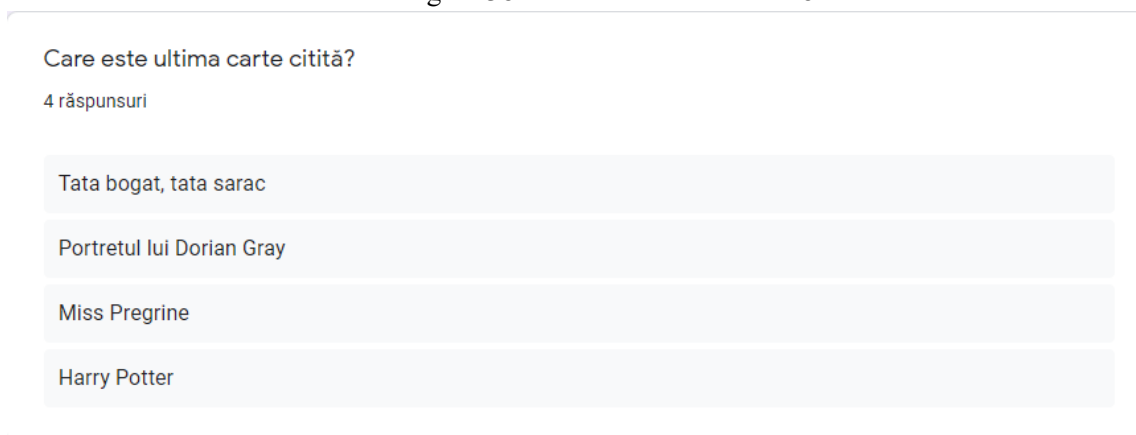 Care este ultima carte citită?
4 răspunsuri
Tata bogat, tata sarac
Portretul lui Dorian Gray
Miss Pregrine
Harry Potter